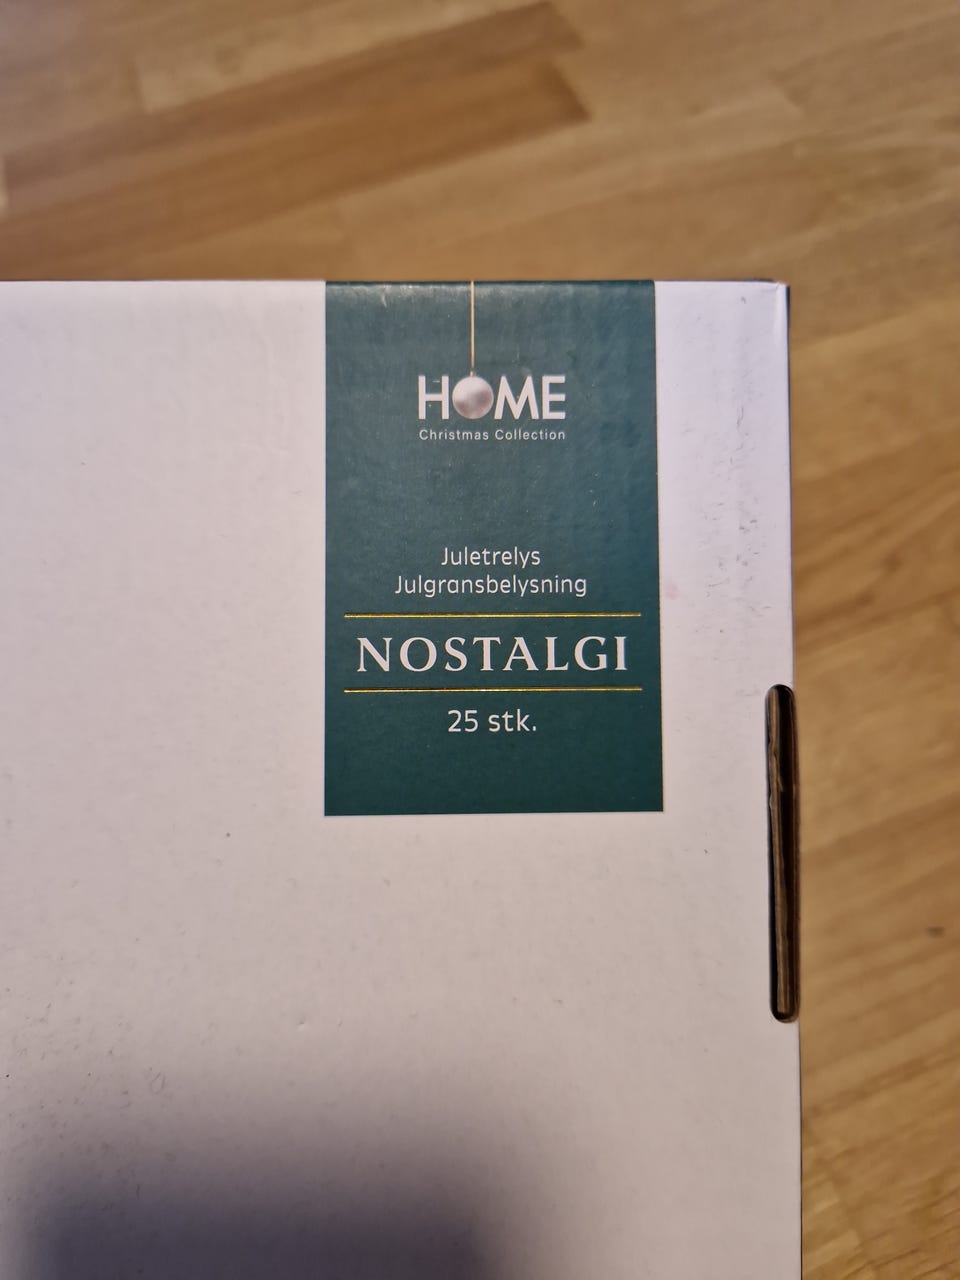 HOME
Christmas Collection
Juletrelys
Julgransbelysning
NOSTALGI
25 stk.